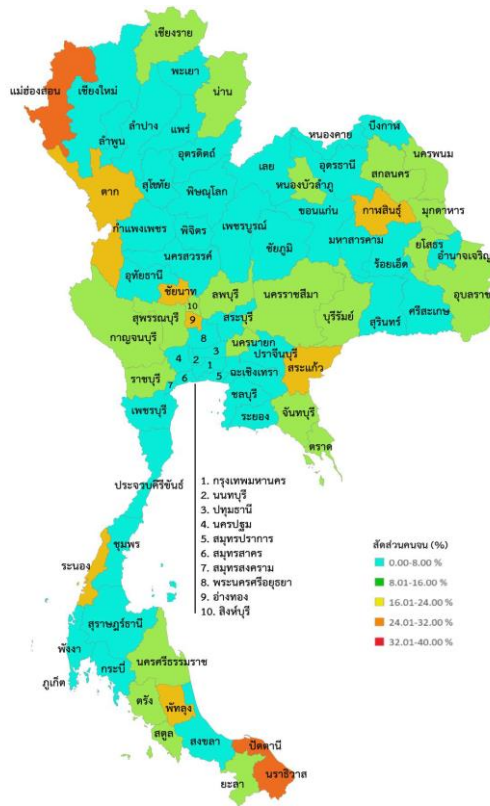 เชียงราย
พะเยา
แม่ฮ่องสอน
เชียงใหม่
น่าน
ลำปาง
แพร่
ลำพูน
อุตรดิตถ์
หนองคาย
บึงกาฬ
เลย
อุดรธานี
นครพนม
สกลนคร
หนองบัวลำภู
ตาก
สุโขทัย
พิษณุโลก
ขอนแก่น
กาฬสินธุ์
มุกดาหาร
กำแพงเพชร
พิจิตร
เพชรบูรณ์
ชัยภูมิ
มหาสารคาม
ยโสธร
ร้อยเอ็ด
อำนาจเจริญ
นครสวรรค์
อุทัยธานี
ชัยนาท
10
ลพบุรี
นครราชสีมา
บุรีรัมย์
สุรินทร์
ศรีสะเกษ
อุบลราช
สุพรรณบุรี
9
สระบุรี
กาญจนบุรี
8
นครนายก
ปราจีนบุรี
สระแก้ว
3
4
2
1
ฉะเชิงเทรา
ราชบุรี
7
6
5
ชลบุรี
เพชรบุรี
ระยอง
จันทบุรี
ตราด
ประจวบคีรีขันธ์
1. กรุงเทพมหานคร
2. นนทบุรี
3. ปทุมธานี
4. นครปฐม
5. สมุทรปราการ
6. สมุทรสาคร
7. สมุทรสงคราม
8. พระนครศรีอยุธยา
9. อ่างทอง
10. สิงห์บุรี
ชุมพร
ระนอง
สัดส่วนคนจน (%)
0.00-8.00 %
8.01-16.00 %
16.01-24.00 %
24.01-32.00 %
32.01-40.00 %
สุราษฎร์ธานี
พังงา
กระบี่
นครศรีธรรมราช
ภูเก็ต
ตรัง
พัทลุง
สตูล
สงขลา
ปัตตานี
นราธิวาส
ยะลา